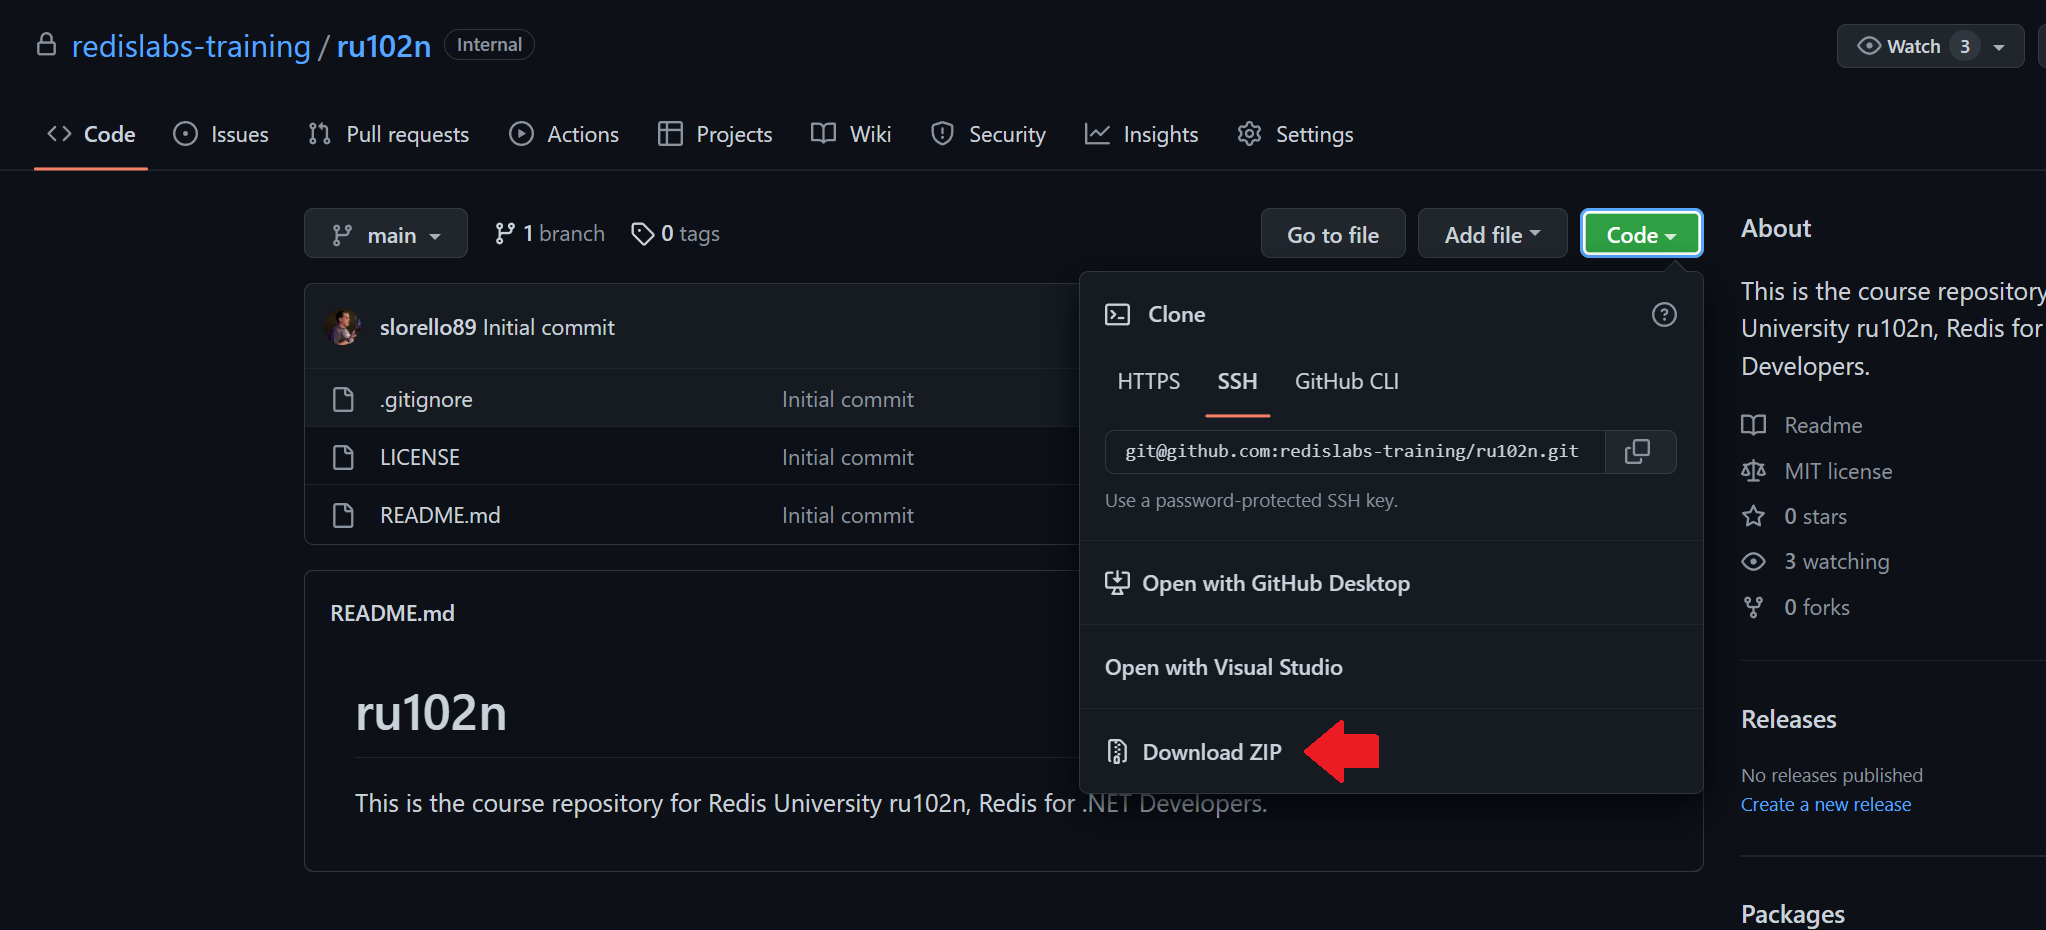 redislabs-training / ru102n Internal
Watch 3
Code Issues Pull requests Actions Projects Wiki Security Insights Settings
main 1 branch 0 tags Go to file Add file Code
slorello89 Initial commit
.gitignore Initial commit
LICENSE Initial commit
README.md Initial commit
Clone
HTTPS SSH GitHub CLI
git@github.com:redislabs-training/ru102n.git
Use a password-protected SSH key.
Open with GitHub Desktop
Open with Visual Studio
Download ZIP
README.md
ru102n
This is the course repository for Redis University ru102n, Redis for .NET Developers.
About
This is the course repository
University ru102n, Redis for
Developers.
Readme
MIT license
0 stars
3 watching
0 forks
Releases
No releases published
Create a new release
Packages